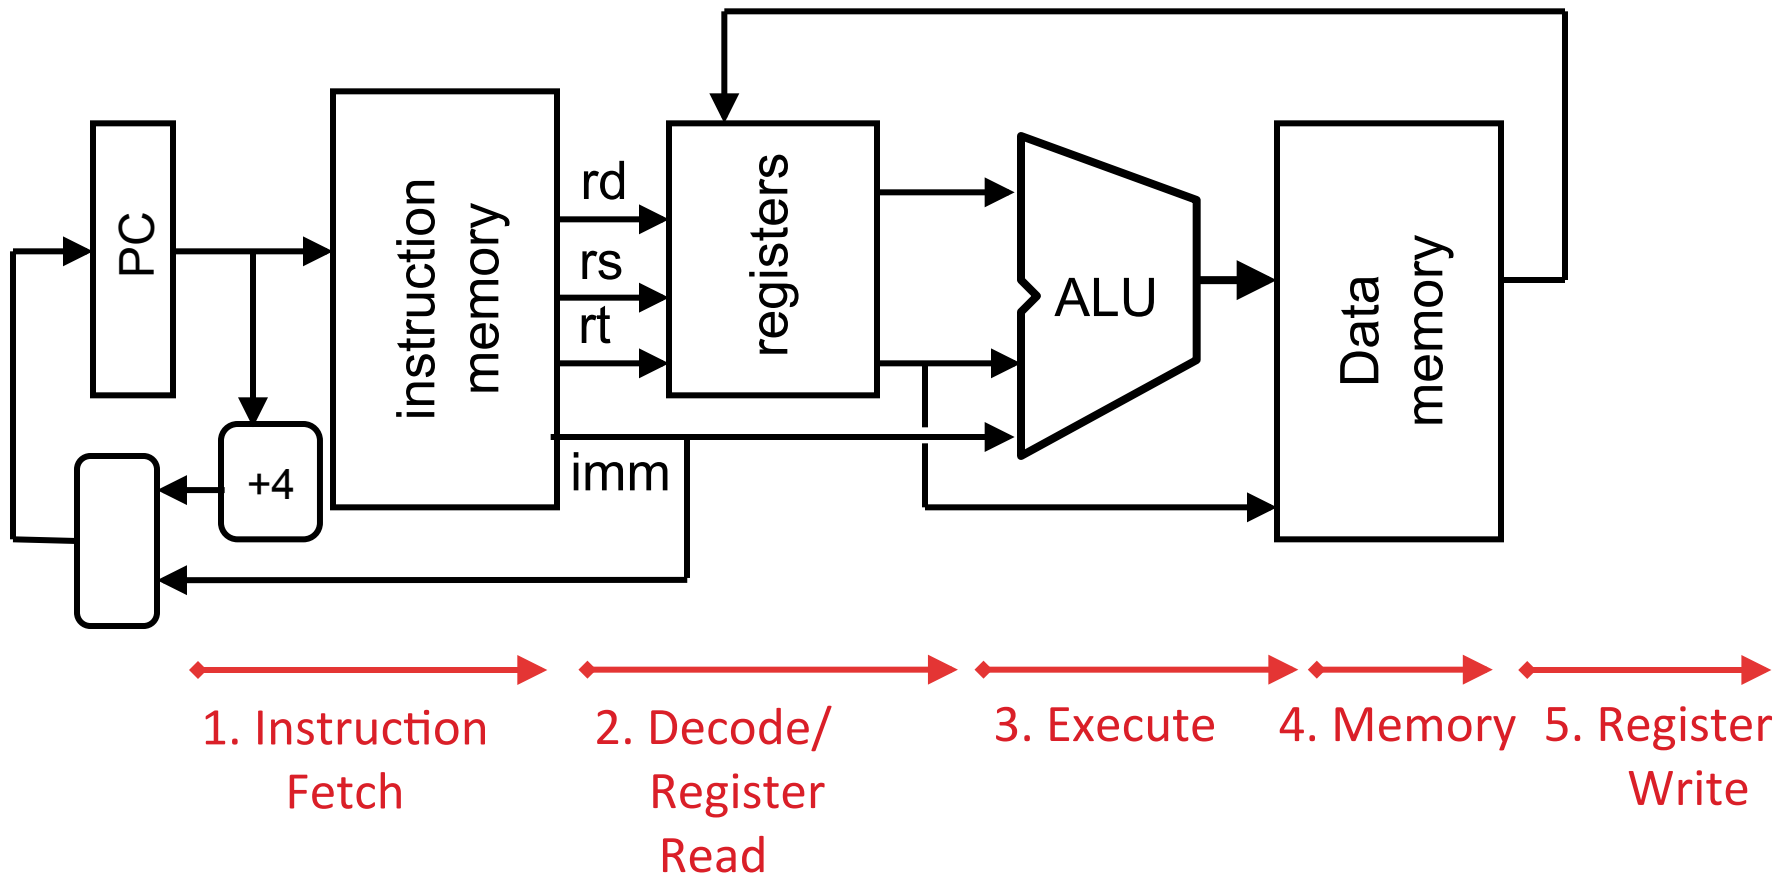 PC
+4
instruction
memory
rd
rs
rt
imm
registers
ALU
Data
memory
1. Instruction
Fetch
2. Decode/
Register
Read
3. Execute
4. Memory
5. Register
Write